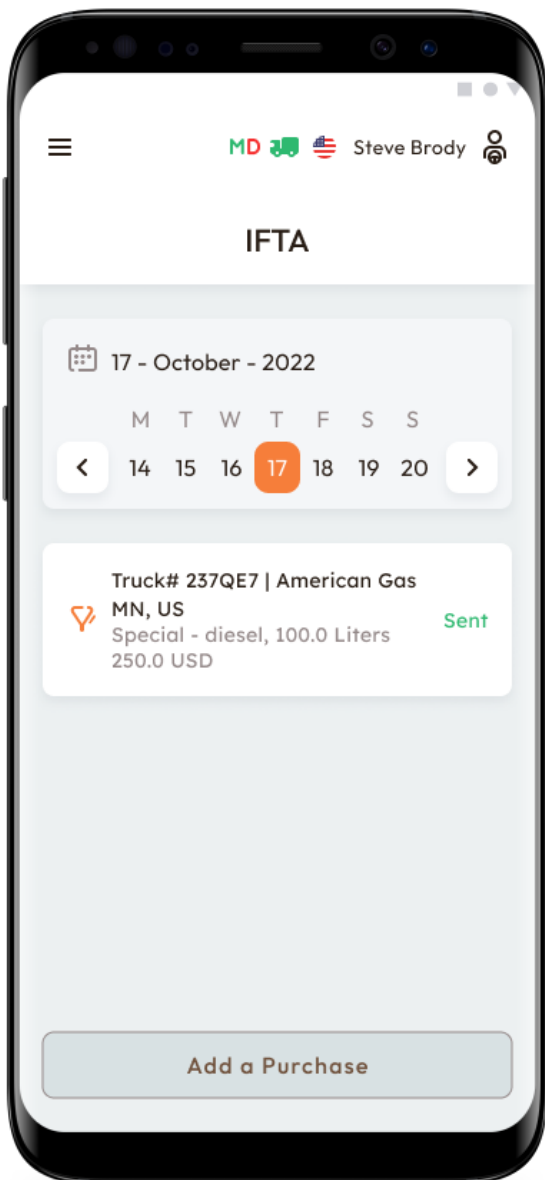 MD Steve Brody
IFTA
17 - October - 2022
M T W T F S S
14 15 16 17 18 19 20
Truck# 237QE7 | American Gas
MN, US
Special - diesel, 100.0 Liters
250.0 USD
Sent
Add a Purchase